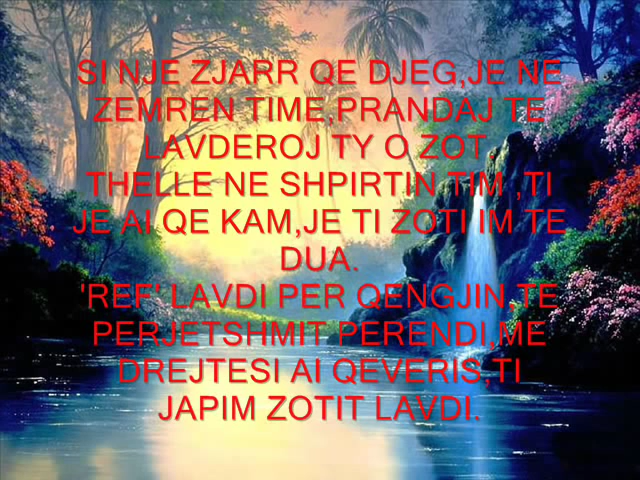 SI NJE ZJARR QE DJEG,JE NE
ZEMREN TIME,PRANDAJ TE
LAVDEROJ TY O ZOT.
THELLE NE SHPIRTIN TIM ,TI
JE AI QE KAM,JE TI ZOTI IM TE
DUA.
'REF' LAVDI PER QENGJIN,TE
PERJETSHMIT PERENDI,ME
DREJTESI AI QEVERIS,TI
JAPIM ZOTIT LAVDI.